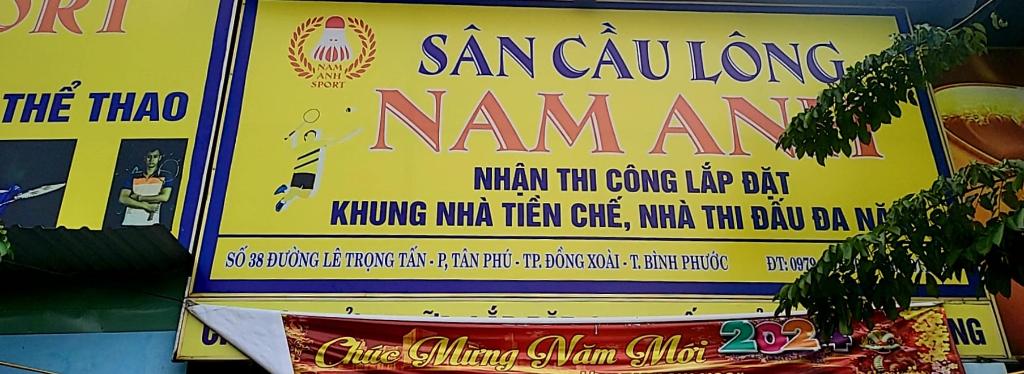 THỂ THAO
NAM ANH
SPORT
SÂN CẦU LÔNG
NAM ANH
NHẬN THI CÔNG LẮP ĐẶT
KHUNG NHÀ TIỀN CHẾ, NHÀ THI ĐẤU ĐA
SỐ 38 ĐƯỜNG LÊ TRỌNG TẤN - P, TÂN PHÚ - TP. ĐỒNG XOÀI - T. BÌNH PHƯỚC ĐT: 0979
Chúc Mừng Năm Mới